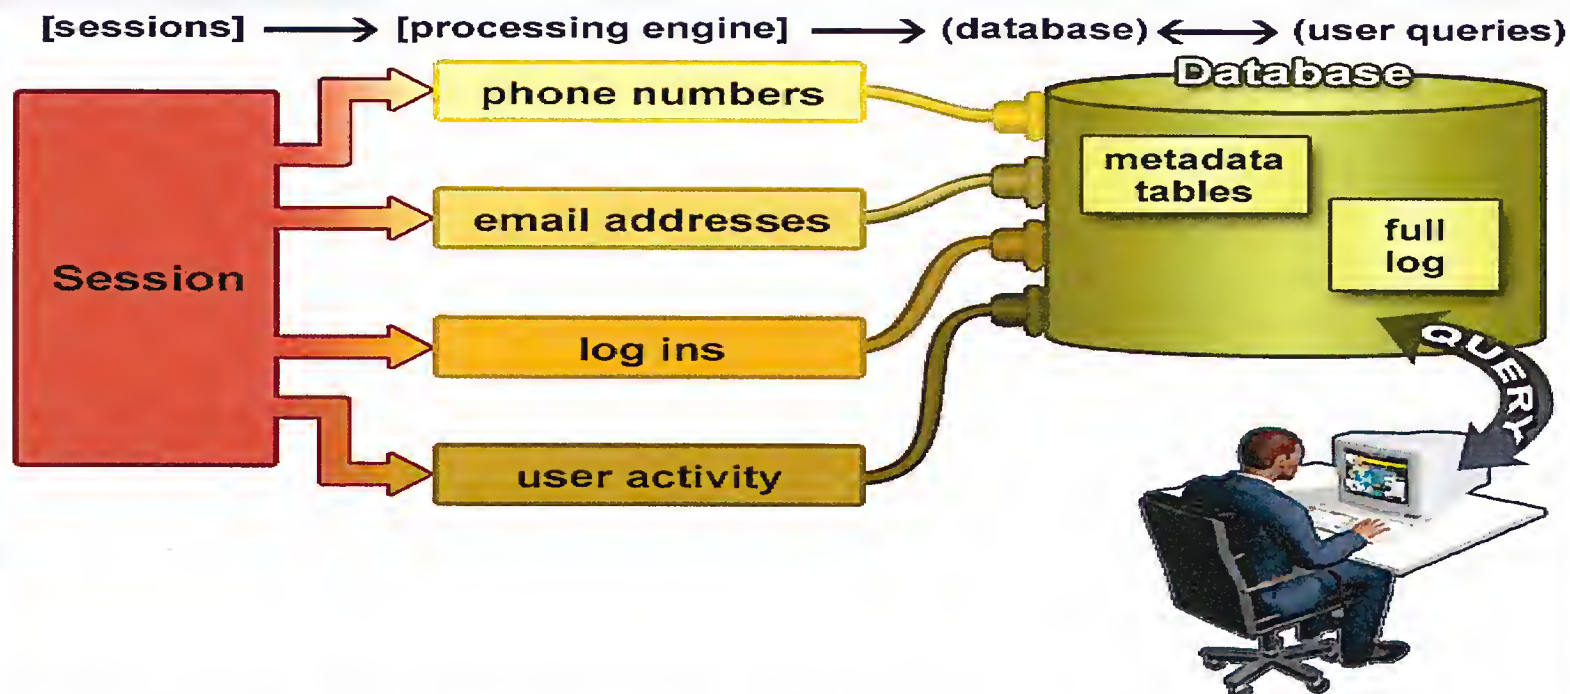 [sessions] ⟶ [processing engine] ⟶ (database) ⟷ (user queries)
Database
phone numbers
metadata
tables
email addresses
full
log
Session
log ins
QUERY
user activity